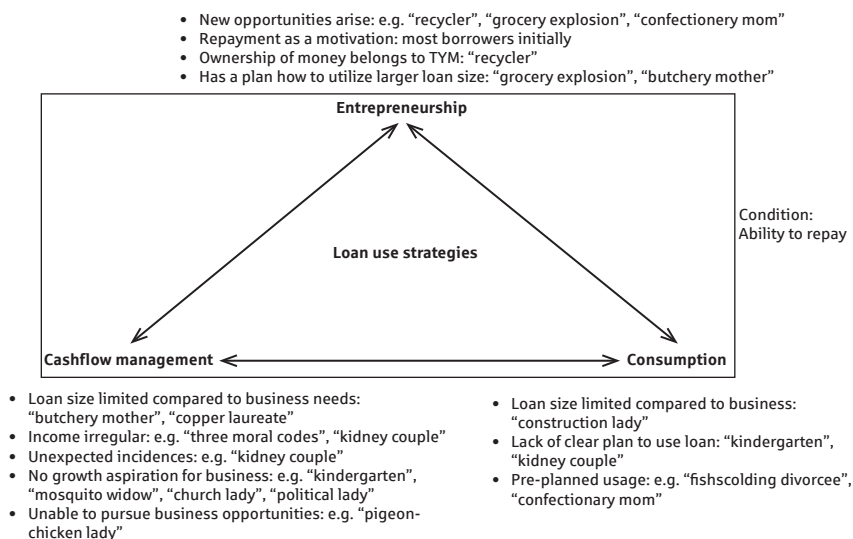 • New opportunities arise: e.g. “recycler”, “grocery explosion”, “confectionery mom”
• Repayment as a motivation: most borrowers initially
• Ownership of money belongs to TYM: “recycler”
• Has a plan how to utilize larger loan size: “grocery explosion”, “butchery mother”
Entrepreneurship
Condition:
Ability to repay
Loan use strategies
Cashflow management
Consumption
• Loan size limited compared to business needs:
“butchery mother”, “copper laureate”
• Income irregular: e.g. “three moral codes”, “kidney couple”
• Unexpected incidences: e.g. “kidney couple”
• No growth aspiration for business: e.g. “kindergarten”,
“mosquito widow”, “church lady”, “political lady”
• Unable to pursue business opportunities: e.g. “pigeon-
chicken lady”
• Loan size limited compared to business:
“construction lady”
• Lack of clear plan to use loan: “kindergarten”,
“kidney couple”
• Pre-planned usage: e.g. “fishscolding divorcee”,
“confectionary mom”